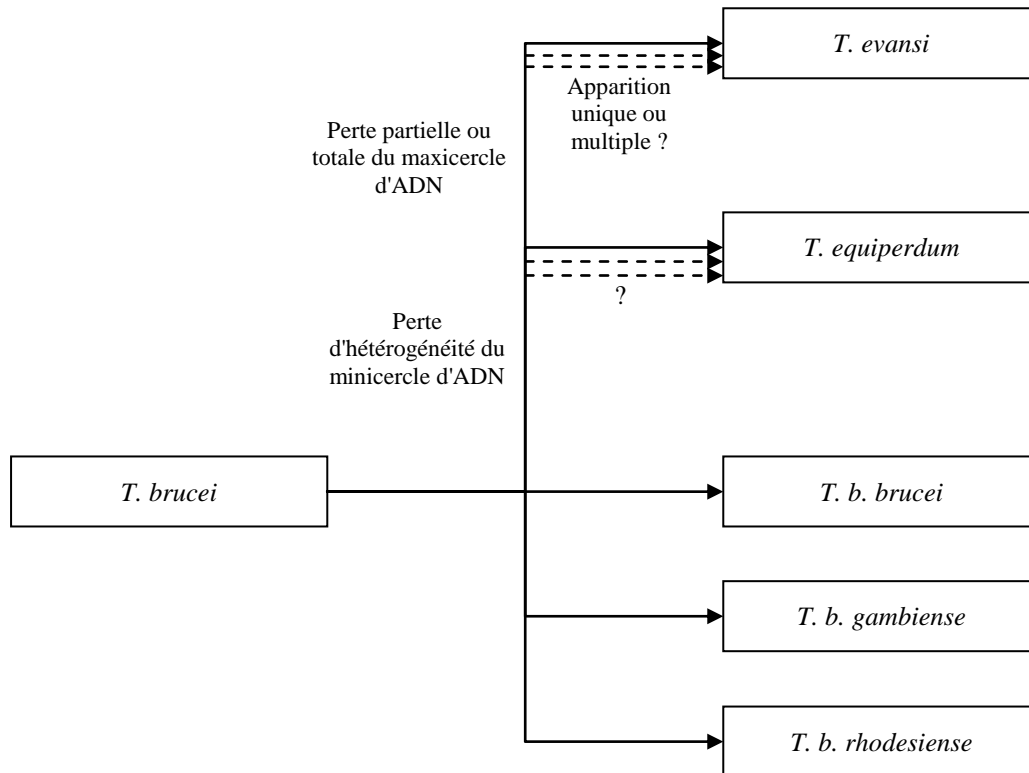 T. evansi
Apparition
unique ou
multiple ?
Perte partielle ou
totale du maxicercle
d'ADN
T. equiperdum
?
Perte
d'hétérogénéité du
minicercle d'ADN
T. brucei
T. b. brucei
T. b. gambiense
T. b. rhodesiense